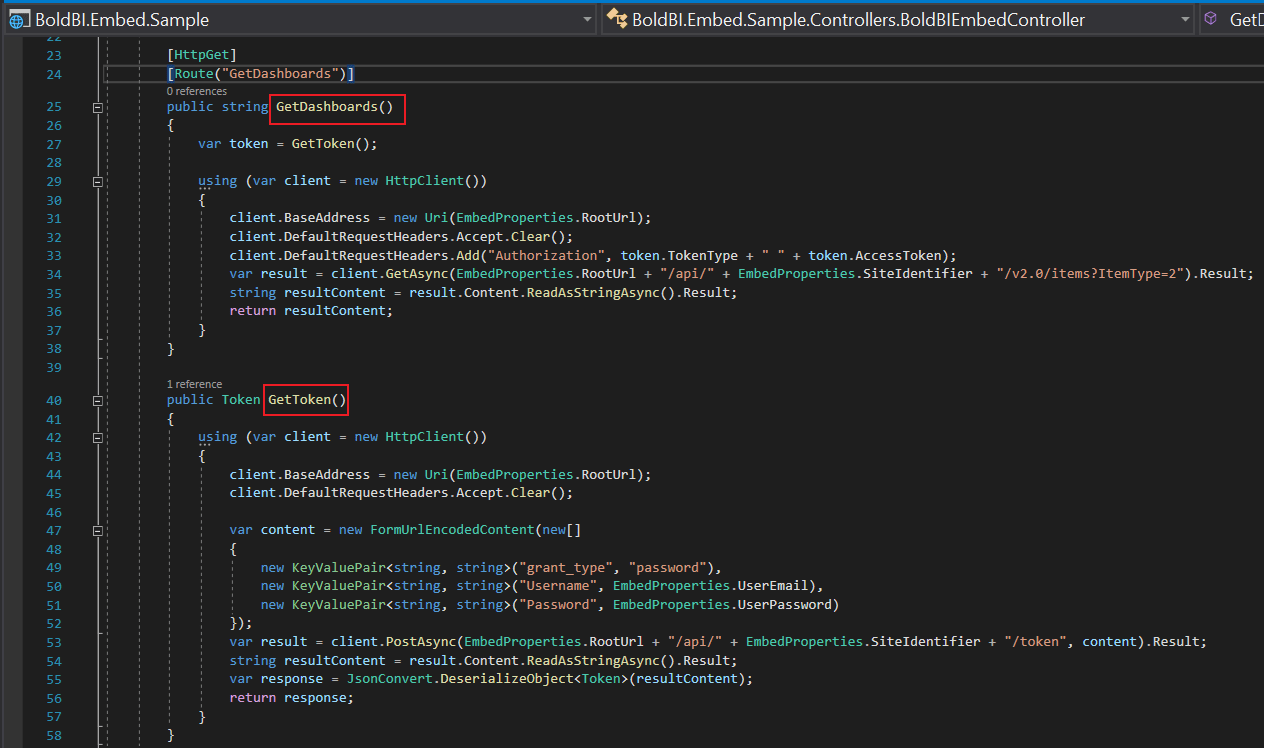 BoldBI.Embed.Sample
BoldBI.Embed.Sample.Controllers.BoldBIEmbedController
GetD
22
23 [HttpGet]
24 [Route("GetDashboards")]
0 references
25 public string GetDashboards()
26 {
27 var token = GetToken();
28
29 using (var client = new HttpClient())
30 {
31 client.BaseAddress = new Uri(EmbedProperties.RootUrl);
32 client.DefaultRequestHeaders.Accept.Clear();
33 client.DefaultRequestHeaders.Add("Authorization", token.TokenType + " " + token.AccessToken);
34 var result = client.GetAsync(EmbedProperties.RootUrl + "/api/" + EmbedProperties.SiteIdentifier + "/v2.0/items?ItemType=2").Result;
35 string resultContent = result.Content.ReadAsStringAsync().Result;
36 return resultContent;
37 }
38 }
39
1 reference
40 public Token GetToken()
41 {
42 using (var client = new HttpClient())
43 {
44 client.BaseAddress = new Uri(EmbedProperties.RootUrl);
45 client.DefaultRequestHeaders.Accept.Clear();
46
47 var content = new FormUrlEncodedContent(new[]
48 {
49 new KeyValuePair<string, string>("grant_type", "password"),
50 new KeyValuePair<string, string>("Username", EmbedProperties.UserEmail),
51 new KeyValuePair<string, string>("Password", EmbedProperties.UserPassword)
52 });
53 var result = client.PostAsync(EmbedProperties.RootUrl + "/api/" + EmbedProperties.SiteIdentifier + "/token", content).Result;
54 string resultContent = result.Content.ReadAsStringAsync().Result;
55 var response = JsonConvert.DeserializeObject<Token>(resultContent);
56 return response;
57 }
58 }